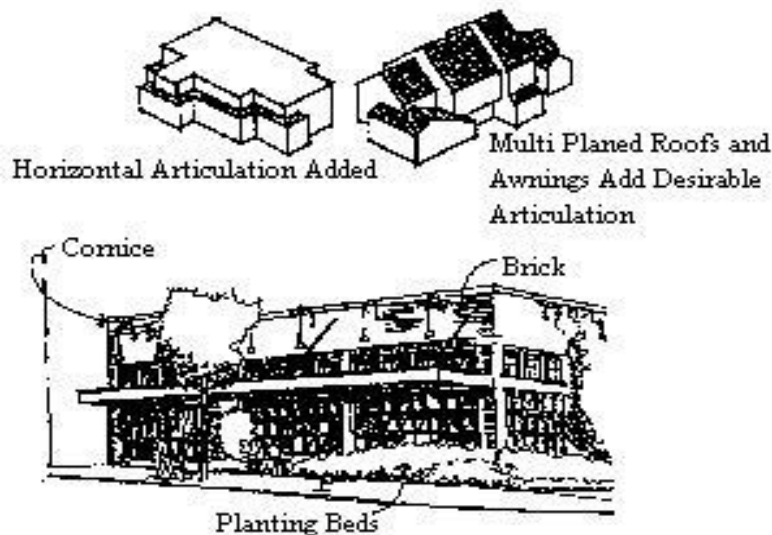 Horizontal Articulation Added
Multi Planed Roofs and
Awnings Add Desirable
Articulation
Cornice
Brick
Planting Beds